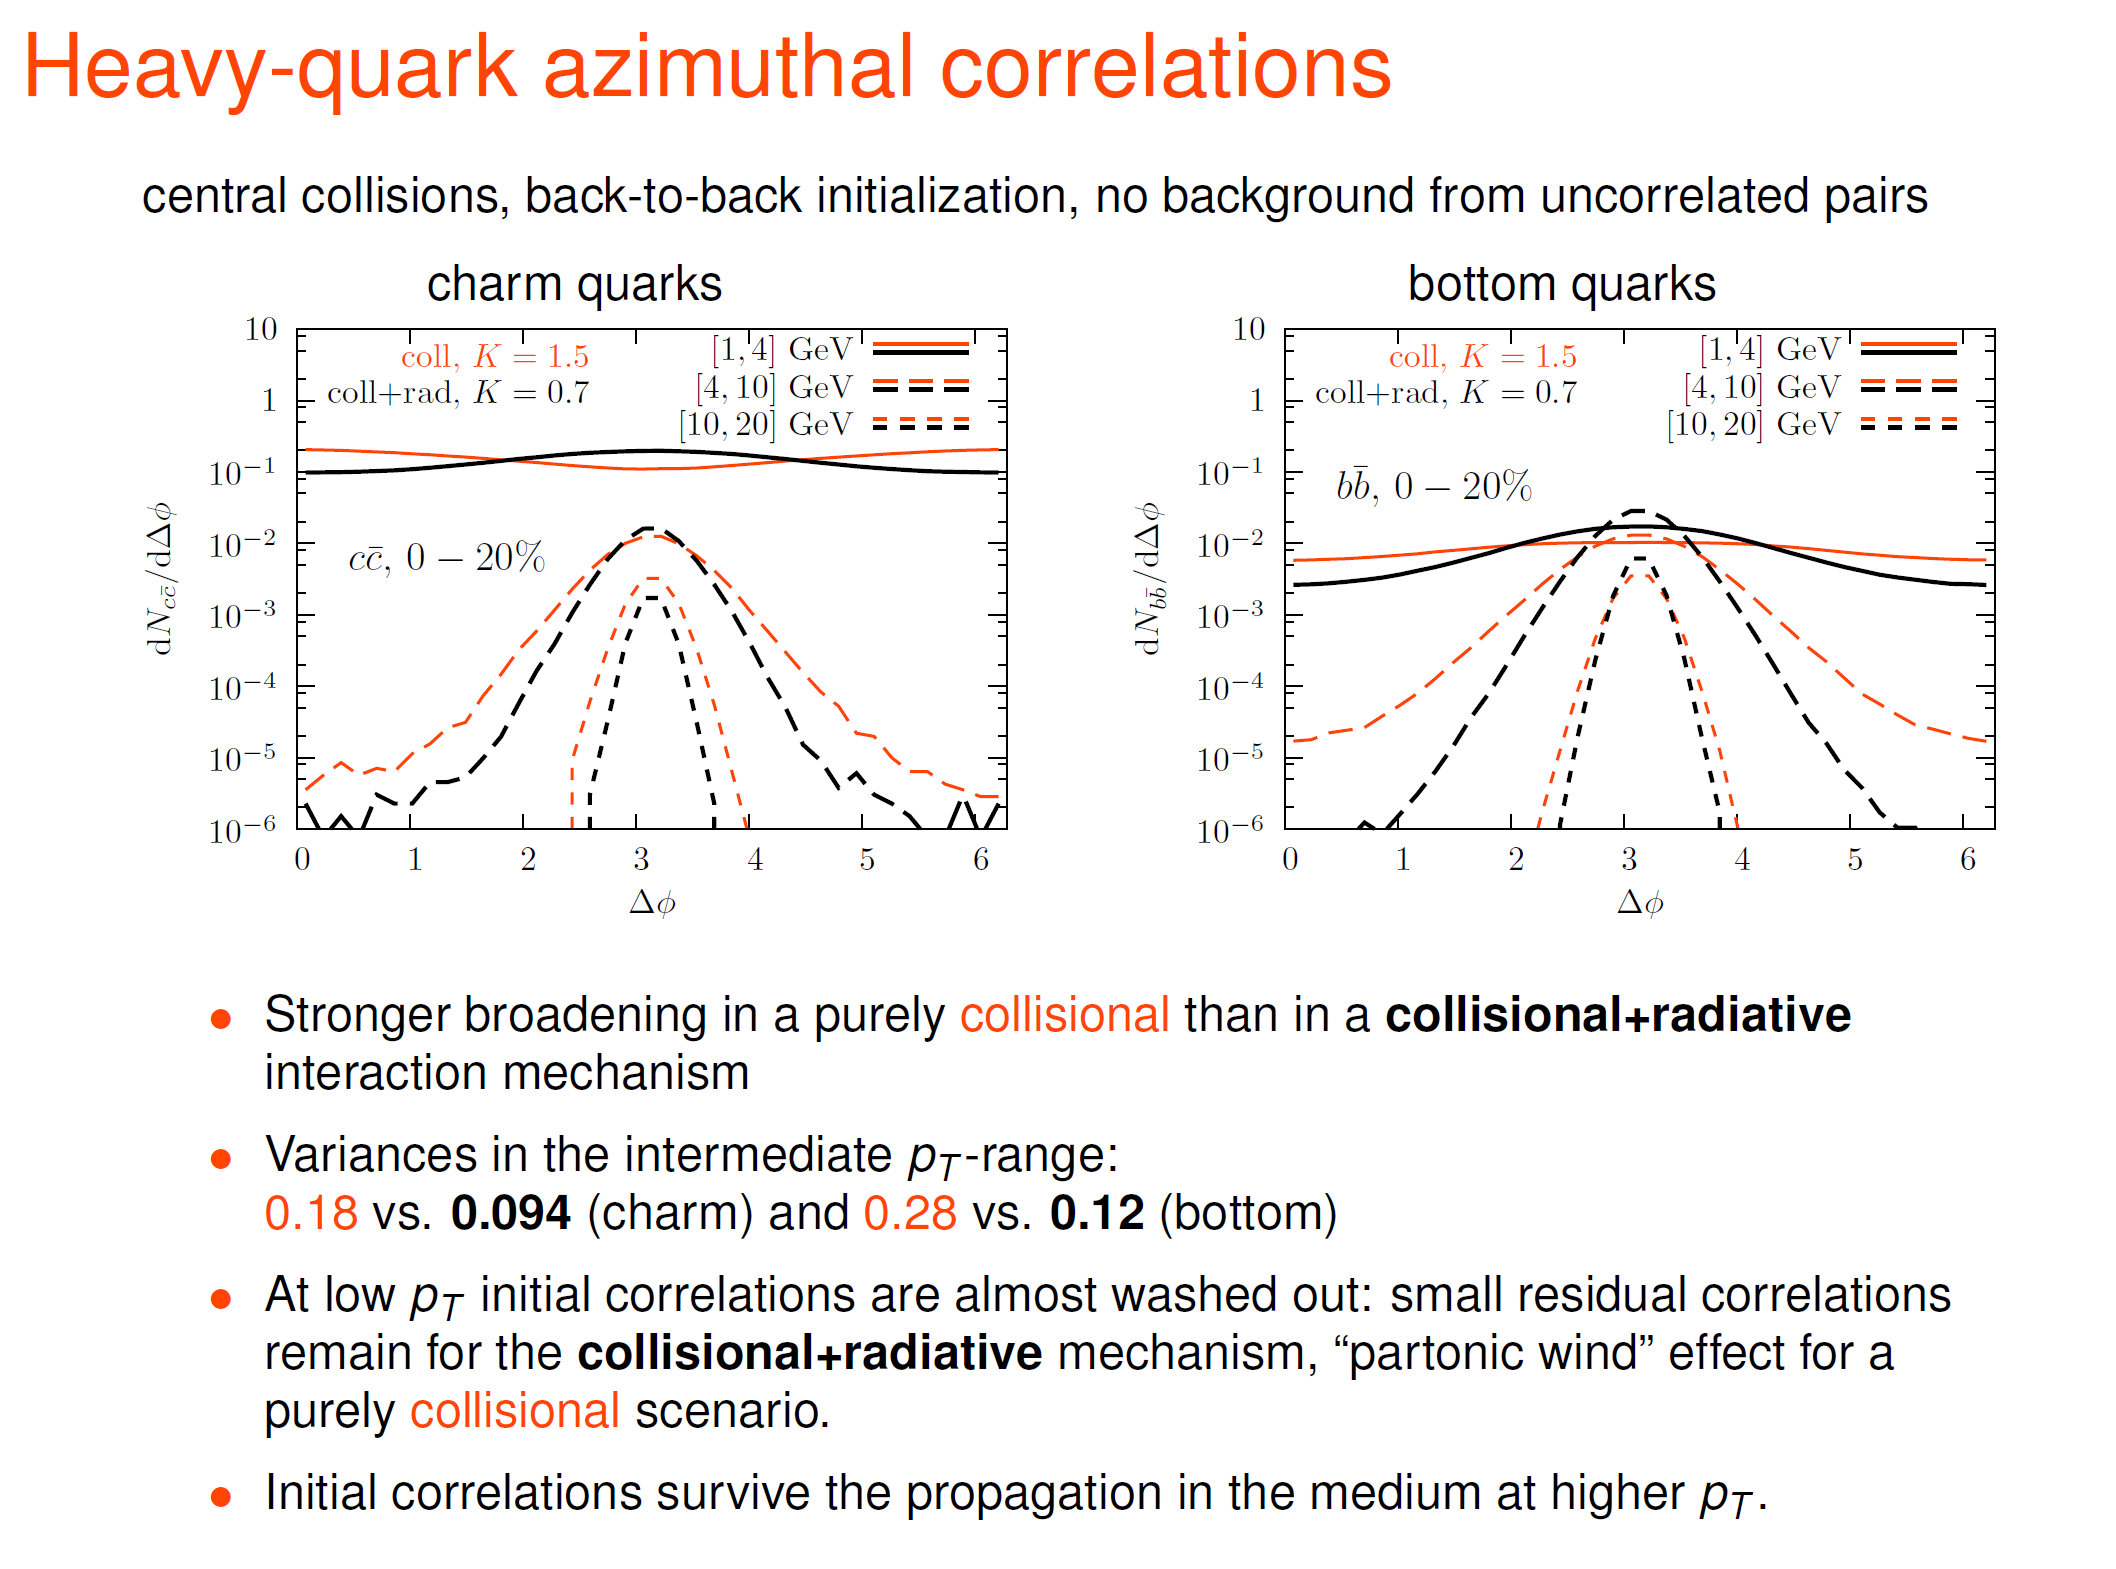 Heavy-quark azimuthal correlations
central collisions, back-to-back initialization, no background from uncorrelated pairs
charm quarks
10
1
10⁻¹
10⁻²
10⁻³
10⁻⁴
10⁻⁵
10⁻⁶
0 1 2 3 4 5 6
dN_{cc̄}/dΔϕ
Δϕ
coll, K = 1.5
coll+rad, K = 0.7
[1, 4] GeV
[4, 10] GeV
[10, 20] GeV
cc̄, 0 − 20%
bottom quarks
10
1
10⁻¹
10⁻²
10⁻³
10⁻⁴
10⁻⁵
10⁻⁶
0 1 2 3 4 5 6
dN_{bb̄}/dΔϕ
Δϕ
coll, K = 1.5
coll+rad, K = 0.7
[1, 4] GeV
[4, 10] GeV
[10, 20] GeV
bb̄, 0 − 20%
• Stronger broadening in a purely collisional than in a collisional+radiative
interaction mechanism
• Variances in the intermediate p_T-range:
0.18 vs. 0.094 (charm) and 0.28 vs. 0.12 (bottom)
• At low p_T initial correlations are almost washed out: small residual correlations
remain for the collisional+radiative mechanism, “partonic wind” effect for a
purely collisional scenario.
• Initial correlations survive the propagation in the medium at higher p_T.